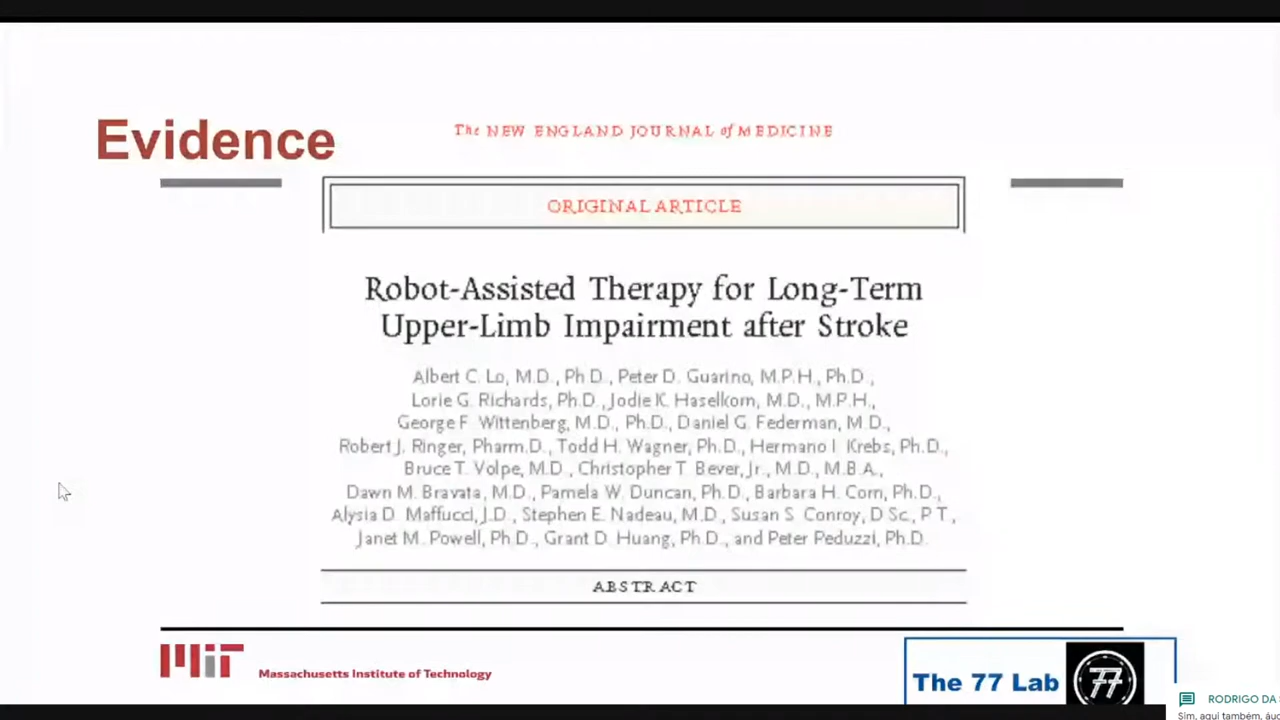 Evidence
The NEW ENGLAND JOURNAL of MEDICINE
ORIGINAL ARTICLE
Robot-Assisted Therapy for Long-Term
Upper-Limb Impairment after Stroke
Albert C. Lo, M.D., Ph.D., Peter D. Guarino, M.P.H., Ph.D.,
Lorie G. Richards, Ph.D., Jodie K. Haselkorn, M.D., M.P.H.,
George F. Wittenberg, M.D., Ph.D., Daniel G. Federman, M.D.,
Robert J. Ringer, Pharm.D., Todd H. Wagner, Ph.D., Hermano I. Krebs, Ph.D.,
Bruce T. Volpe, M.D., Christopher T. Bever, Jr., M.D., M.B.A.,
Dawn M. Bravata, M.D., Pamela W. Duncan, Ph.D., Barbara H. Corn, Ph.D.,
Alysia D. Maffucci, J.D., Stephen E. Nadeau, M.D., Susan S. Conroy, D.Sc., P.T.,
Janet M. Powell, Ph.D., Grant D. Huang, Ph.D., and Peter Peduzzi, Ph.D.
ABSTRACT
MIT
Massachusetts Institute of Technology
The 77 Lab
77
RODRIGO DA
Sim, aqui também,